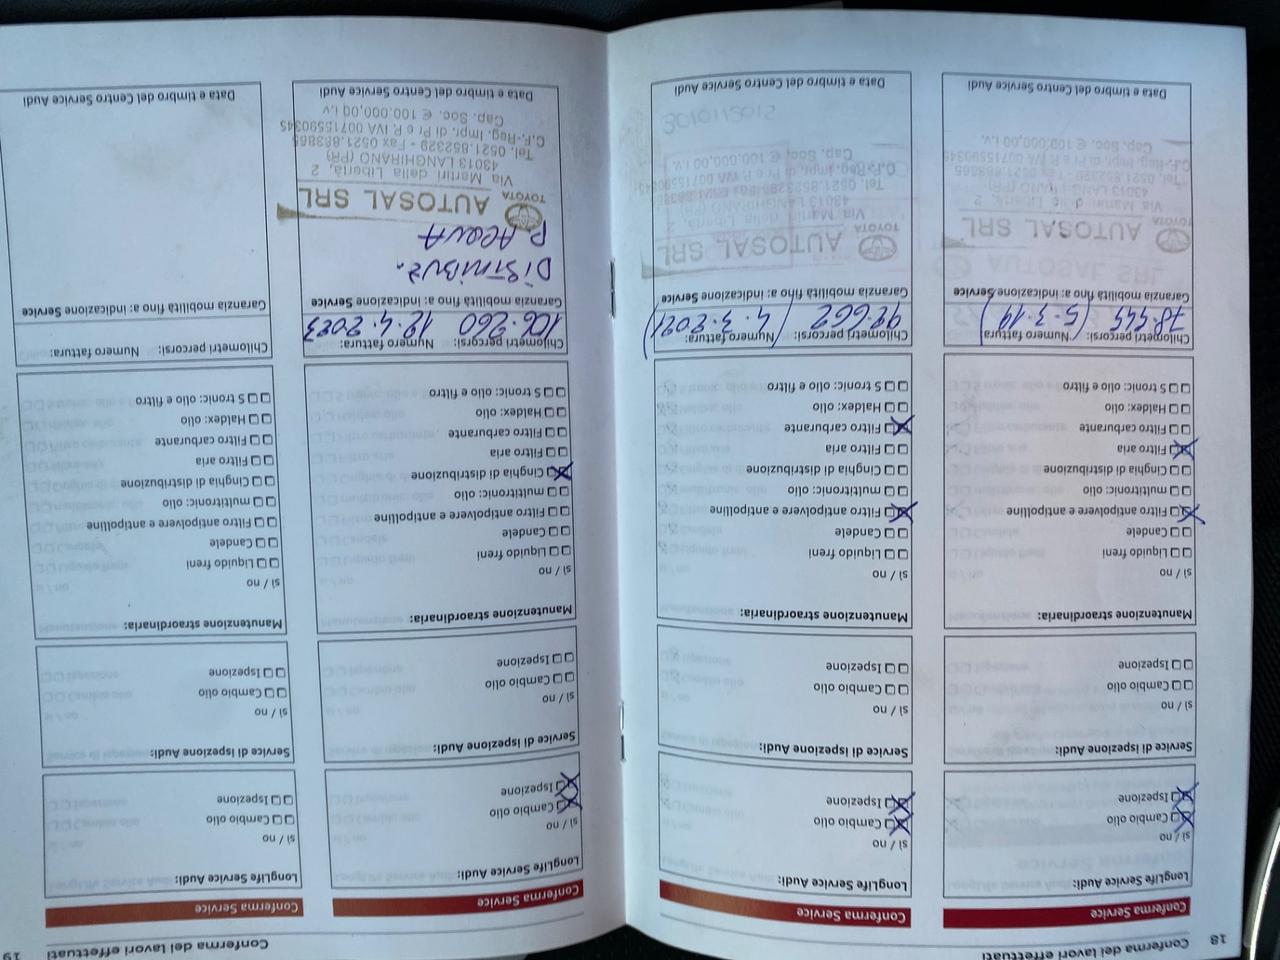 18
Conferma dei lavori effettuati
Conferma Service
LongLife Service Audi:
sì / no
Cambio olio
Ispezione
Service di ispezione Audi:
sì / no
Cambio olio
Ispezione
Manutenzione straordinaria:
sì / no
Liquido freni
Candele
Filtro antipolvere e antipolline
multitronic: olio
Cinghia di distribuzione
Filtro aria
Filtro carburante
Haldex: olio
S tronic: olio e filtro
Chilometri percorsi: Numero fattura:
(5.3.19)
Garanzia mobilità fino a: indicazione Service
TOYOTA AUTOSAL SRL
Data e timbro del Centro Service Audi
Conferma Service
LongLife Service Audi:
sì / no
Cambio olio
Ispezione
Service di ispezione Audi:
sì / no
Cambio olio
Ispezione
Manutenzione straordinaria:
sì / no
Liquido freni
Candele
Filtro antipolvere e antipolline
multitronic: olio
Cinghia di distribuzione
Filtro aria
Filtro carburante
Haldex: olio
S tronic: olio e filtro
Chilometri percorsi: Numero fattura:
92.662 (4.3.2021)
Garanzia mobilità fino a: indicazione Service
TOYOTA AUTOSAL SRL
Data e timbro del Centro Service Audi
Conferma dei lavori effettuati
19
Conferma Service
LongLife Service Audi:
sì / no
Cambio olio
Ispezione
Service di ispezione Audi:
sì / no
Cambio olio
Ispezione
Manutenzione straordinaria:
sì / no
Liquido freni
Candele
Filtro antipolvere e antipolline
multitronic: olio
Cinghia di distribuzione
Filtro aria
Filtro carburante
Haldex: olio
S tronic: olio e filtro
Chilometri percorsi: Numero fattura:
106.260 12.4.2023
Garanzia mobilità fino a: indicazione Service
DISTRIBUZ.
P. ACQUA
TOYOTA AUTOSAL SRL
Via Martiri della Libertà, 2
43013 LANGHIRANO (PR)
Tel. 0521.852329 - Fax 0521.863865
C.F.-Reg. Impr. di Pr e P. IVA 00715590345
Cap. Soc. € 100.000,00 i.v.
Data e timbro del Centro Service Audi
Conferma Service
LongLife Service Audi:
sì / no
Cambio olio
Ispezione
Service di ispezione Audi:
sì / no
Cambio olio
Ispezione
Manutenzione straordinaria:
sì / no
Liquido freni
Candele
Filtro antipolvere e antipolline
multitronic: olio
Cinghia di distribuzione
Filtro aria
Filtro carburante
Haldex: olio
S tronic: olio e filtro
Chilometri percorsi: Numero fattura:
Garanzia mobilità fino a: indicazione Service
Data e timbro del Centro Service Audi